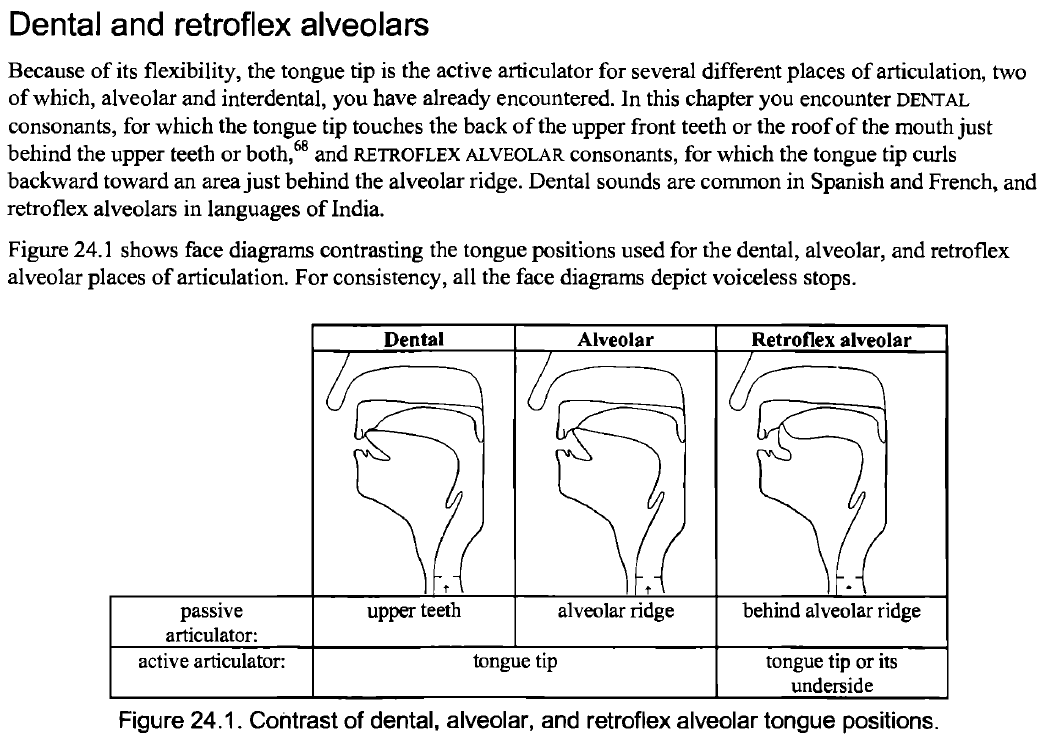 Dental and retroflex alveolars
Because of its flexibility, the tongue tip is the active articulator for several different places of articulation, two
of which, alveolar and interdental, you have already encountered. In this chapter you encounter DENTAL
consonants, for which the tongue tip touches the back of the upper front teeth or the roof of the mouth just
behind the upper teeth or both,⁶⁸ and RETROFLEX ALVEOLAR consonants, for which the tongue tip curls
backward toward an area just behind the alveolar ridge. Dental sounds are common in Spanish and French, and
retroflex alveolars in languages of India.
Figure 24.1 shows face diagrams contrasting the tongue positions used for the dental, alveolar, and retroflex
alveolar places of articulation. For consistency, all the face diagrams depict voiceless stops.
Dental Alveolar Retroflex alveolar
passive upper teeth alveolar ridge behind alveolar ridge
articulator:
active articulator: tongue tip tongue tip or its
underside
Figure 24.1. Contrast of dental, alveolar, and retroflex alveolar tongue positions.